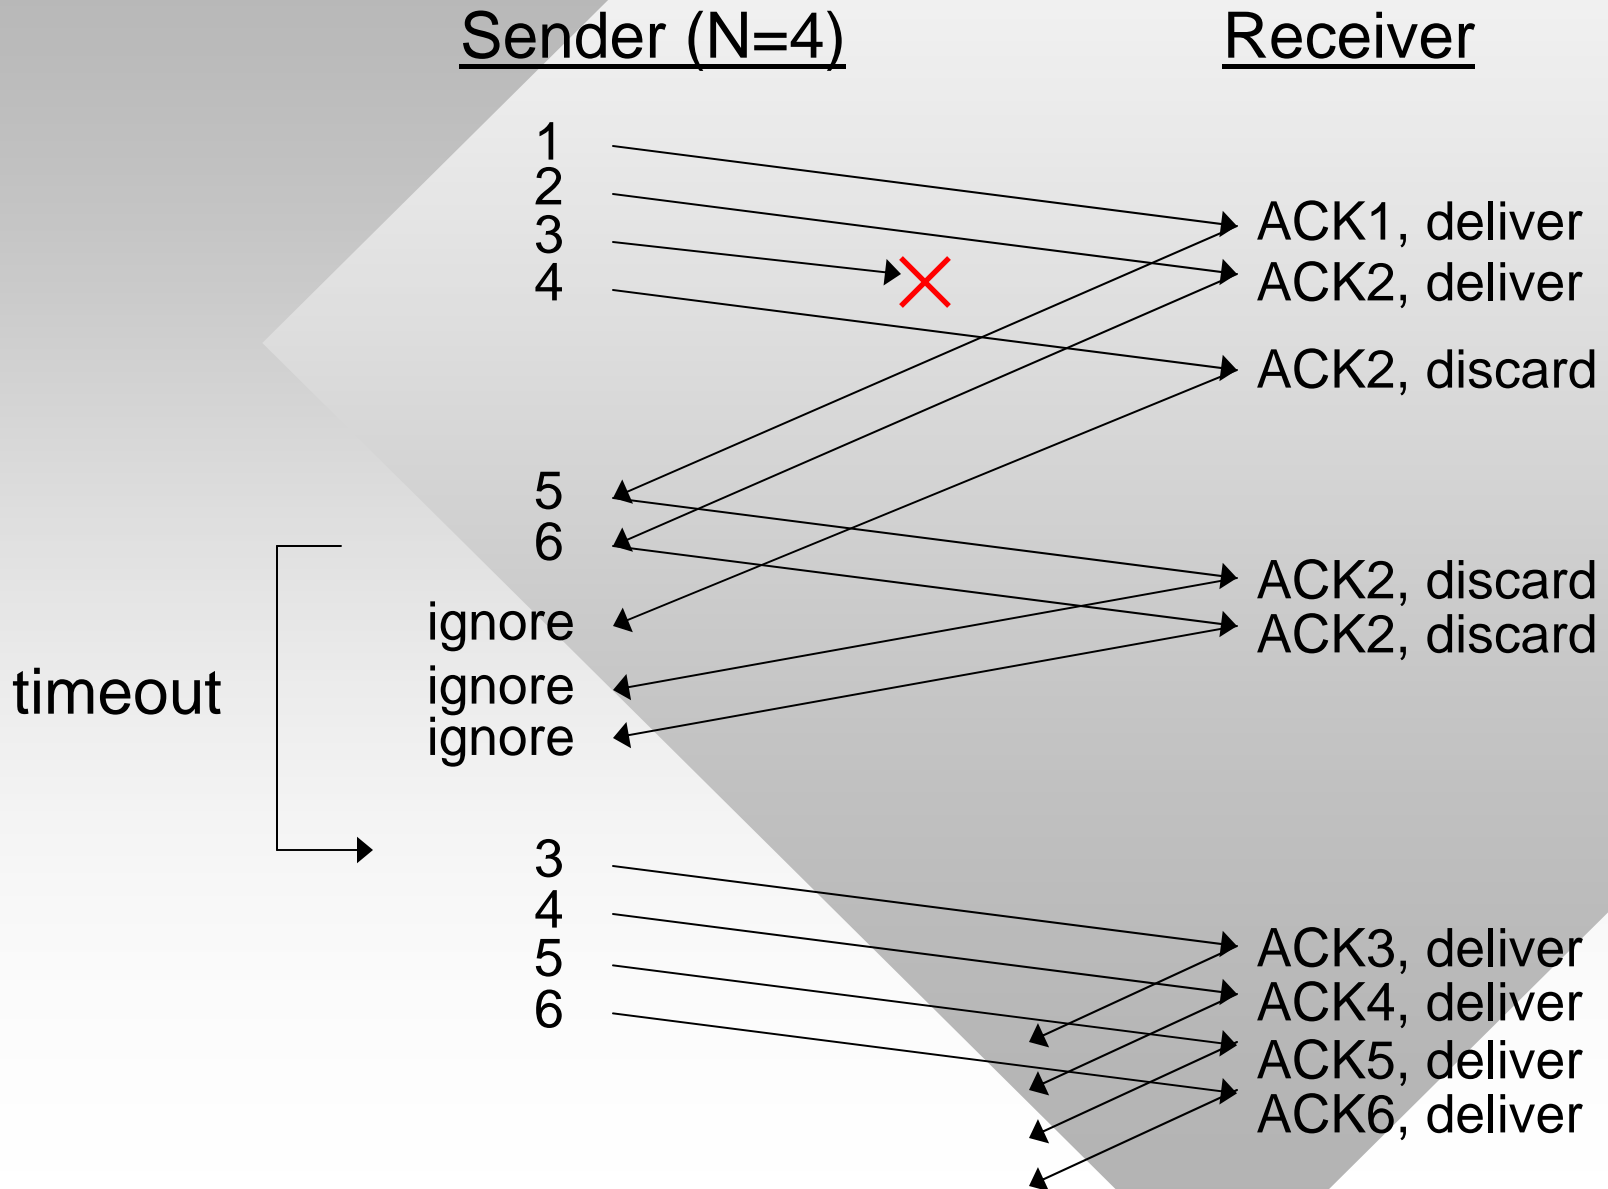 Sender (N=4) Receiver
1
2
ACK1, deliver
3
4
ACK2, deliver
ACK2, discard
5
6
ACK2, discard
ignore
ACK2, discard
timeout
ignore
ignore
3
4
ACK3, deliver
5
ACK4, deliver
6
ACK5, deliver
ACK6, deliver